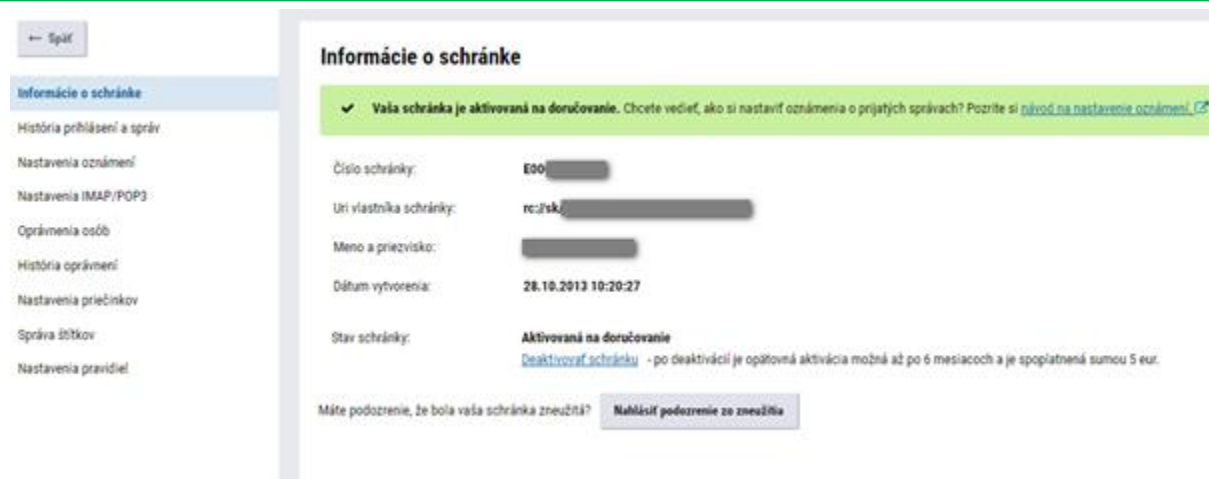 ← Späť
Informácie o schránke
História prihlásení a správ
Nastavenia oznámení
Nastavenia IMAP/POP3
Oprávnenia osôb
História oprávnení
Nastavenia priečinkov
Správa štítkov
Nastavenia pravidiel
Informácie o schránke
Vaša schránka je aktivovaná na doručovanie. Chcete vedieť, ako si nastaviť oznámenia o prijatých správach? Pozrite si návod na nastavenie oznámení.
Číslo schránky: E00
Uri vlastníka schránky: rc://sk/
Meno a priezvisko:
Dátum vytvorenia: 28.10.2013 10:20:27
Stav schránky: Aktivovaná na doručovanie
Deaktivovať schránku - po deaktivácií je opätovná aktivácia možná až po 6 mesiacoch a je spoplatnená sumou 5 eur.
Máte podozrenie, že bola vaša schránka zneužitá? Nahlásiť podozrenie zo zneužitia